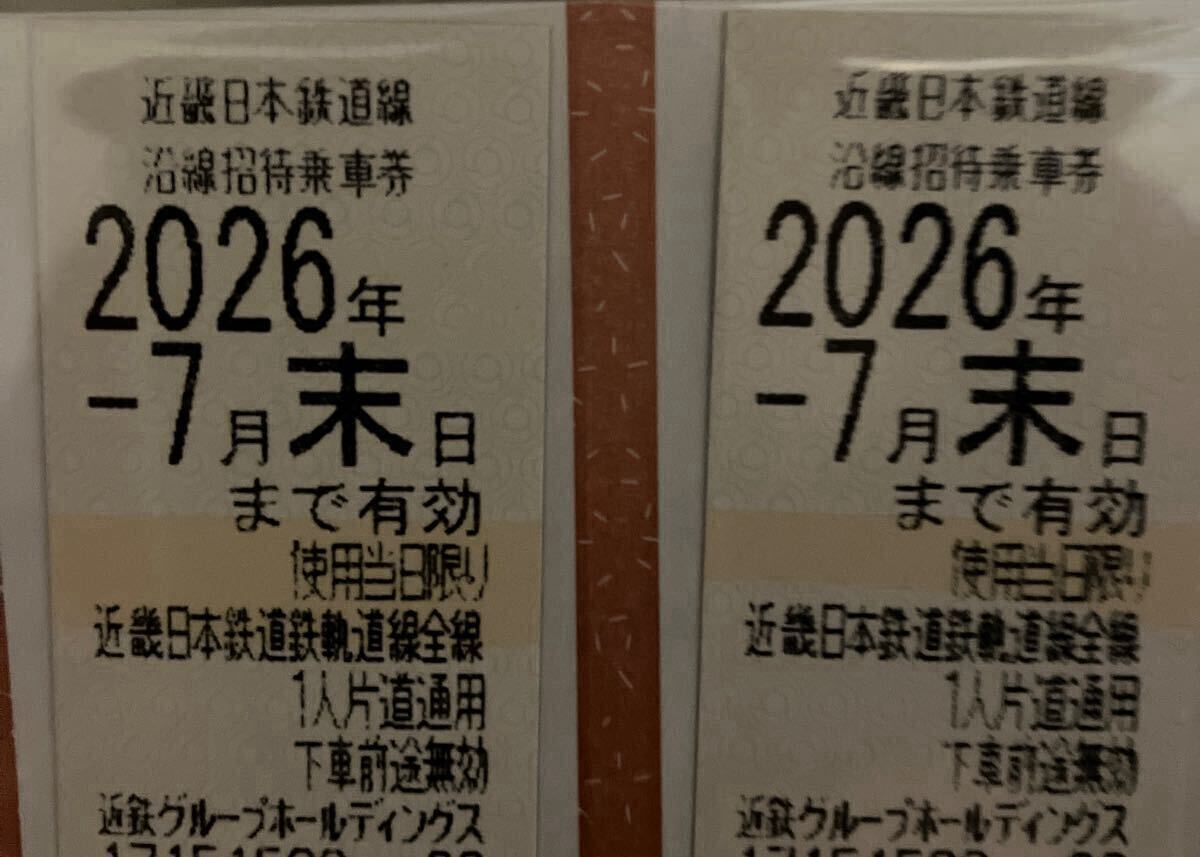 近畿日本鉄道線
沿線招待乗車券
2026年
-7月末日
まで有効
使用当日限り
近畿日本鉄道鉄軌道線全線
1人片道通用
下車前途無効
近鉄グループホールディングス
近畿日本鉄道線
沿線招待乗車券
2026年
-7月末日
まで有効
使用当日限り
近畿日本鉄道鉄軌道線全線
1人片道通用
下車前途無効
近鉄グループホールディングス